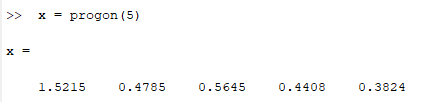 >> x = progon(5)
x =
1.5215 0.4785 0.5645 0.4408 0.3824